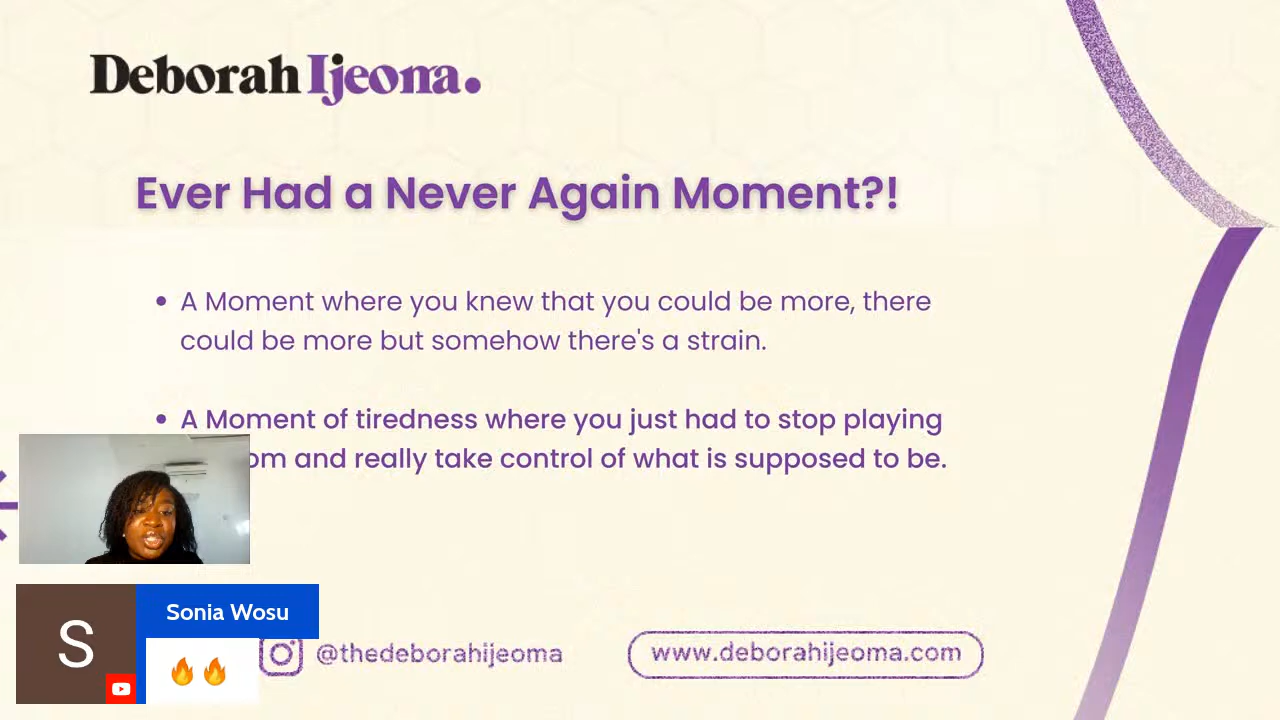 Deborah Ijeona.
Ever Had a Never Again Moment?!
• A Moment where you knew that you could be more, there
could be more but somehow there's a strain.
• A Moment of tiredness where you just had to stop playing
and really take control of what is supposed to be.
S
Sonia Wosu
🔥🔥
@thedeborahijeoma
www.deborahijeoma.com